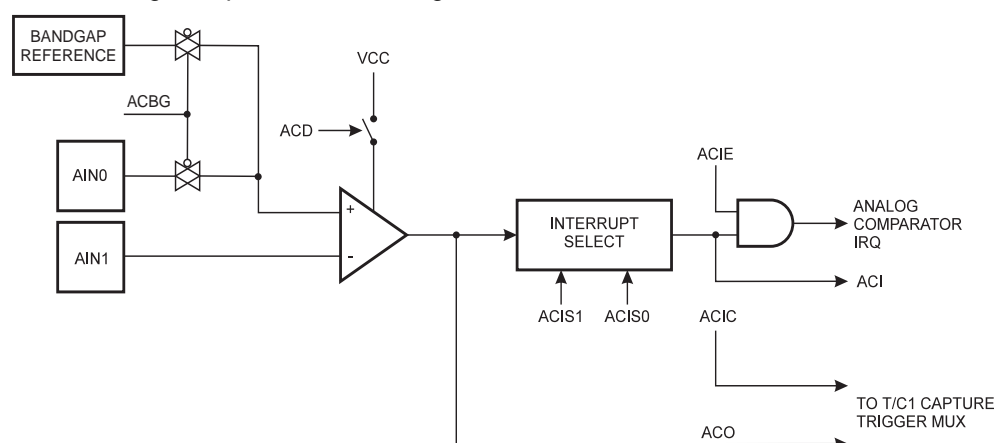 BANDGAP
REFERENCE
VCC
ACBG
ACD
ACIE
AIN0
+
ANALOG
COMPARATOR
IRQ
INTERRUPT
SELECT
AIN1
-
ACI
ACIS1
ACIS0
ACIC
TO T/C1 CAPTURE
TRIGGER MUX
ACO